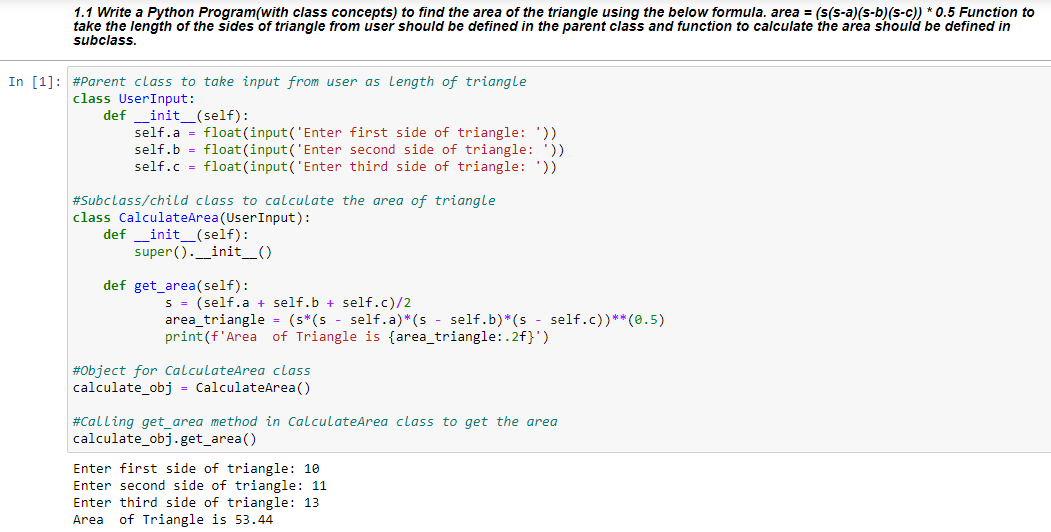 1.1 Write a Python Program(with class concepts) to find the area of the triangle using the below formula. area = (s(s-a)(s-b)(s-c)) * 0.5 Function to
take the length of the sides of triangle from user should be defined in the parent class and function to calculate the area should be defined in
subclass.
In [1]: #Parent class to take input from user as length of triangle
class UserInput:
    def __init__(self):
        self.a = float(input('Enter first side of triangle: '))
        self.b = float(input('Enter second side of triangle: '))
        self.c = float(input('Enter third side of triangle: '))

#Subclass/child class to calculate the area of triangle
class CalculateArea(UserInput):
    def __init__(self):
        super().__init__()

    def get_area(self):
            s = (self.a + self.b + self.c)/2
            area_triangle = (s*(s - self.a)*(s - self.b)*(s - self.c))**(0.5)
            print(f'Area  of Triangle is {area_triangle:.2f}')

#Object for CalculateArea class
calculate_obj = CalculateArea()

#Calling get_area method in CalculateArea class to get the area
calculate_obj.get_area()
Enter first side of triangle: 10
Enter second side of triangle: 11
Enter third side of triangle: 13
Area  of Triangle is 53.44